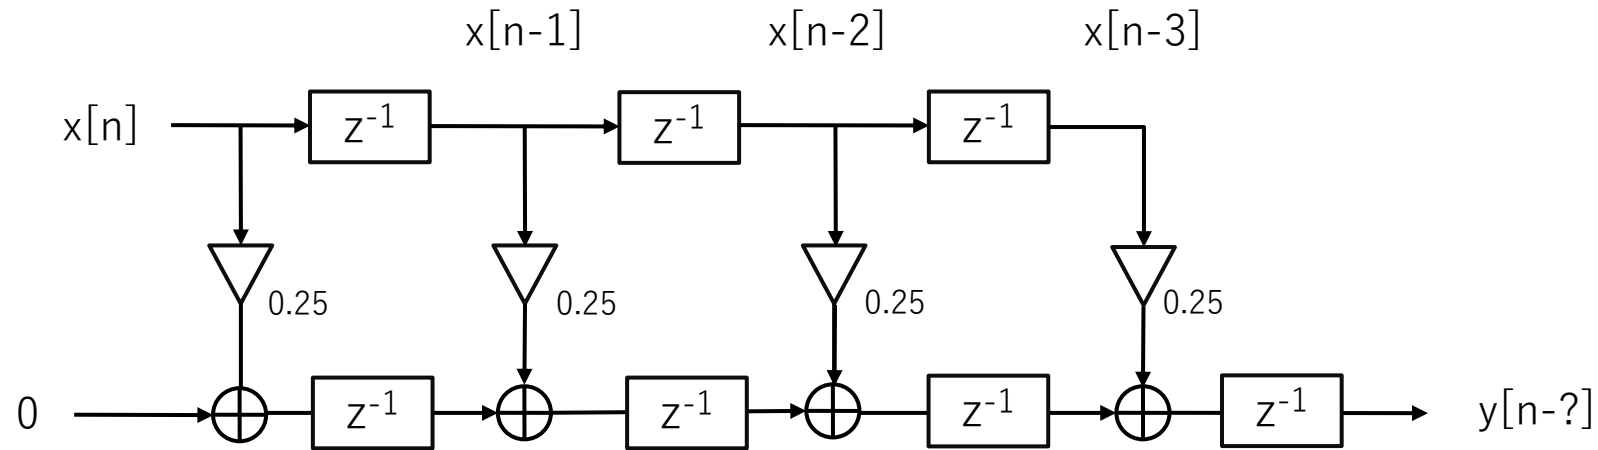 x[n-1] x[n-2] x[n-3]
x[n] z⁻¹ z⁻¹ z⁻¹
0.25 0.25 0.25 0.25
0 z⁻¹ z⁻¹ z⁻¹ z⁻¹ y[n-?]